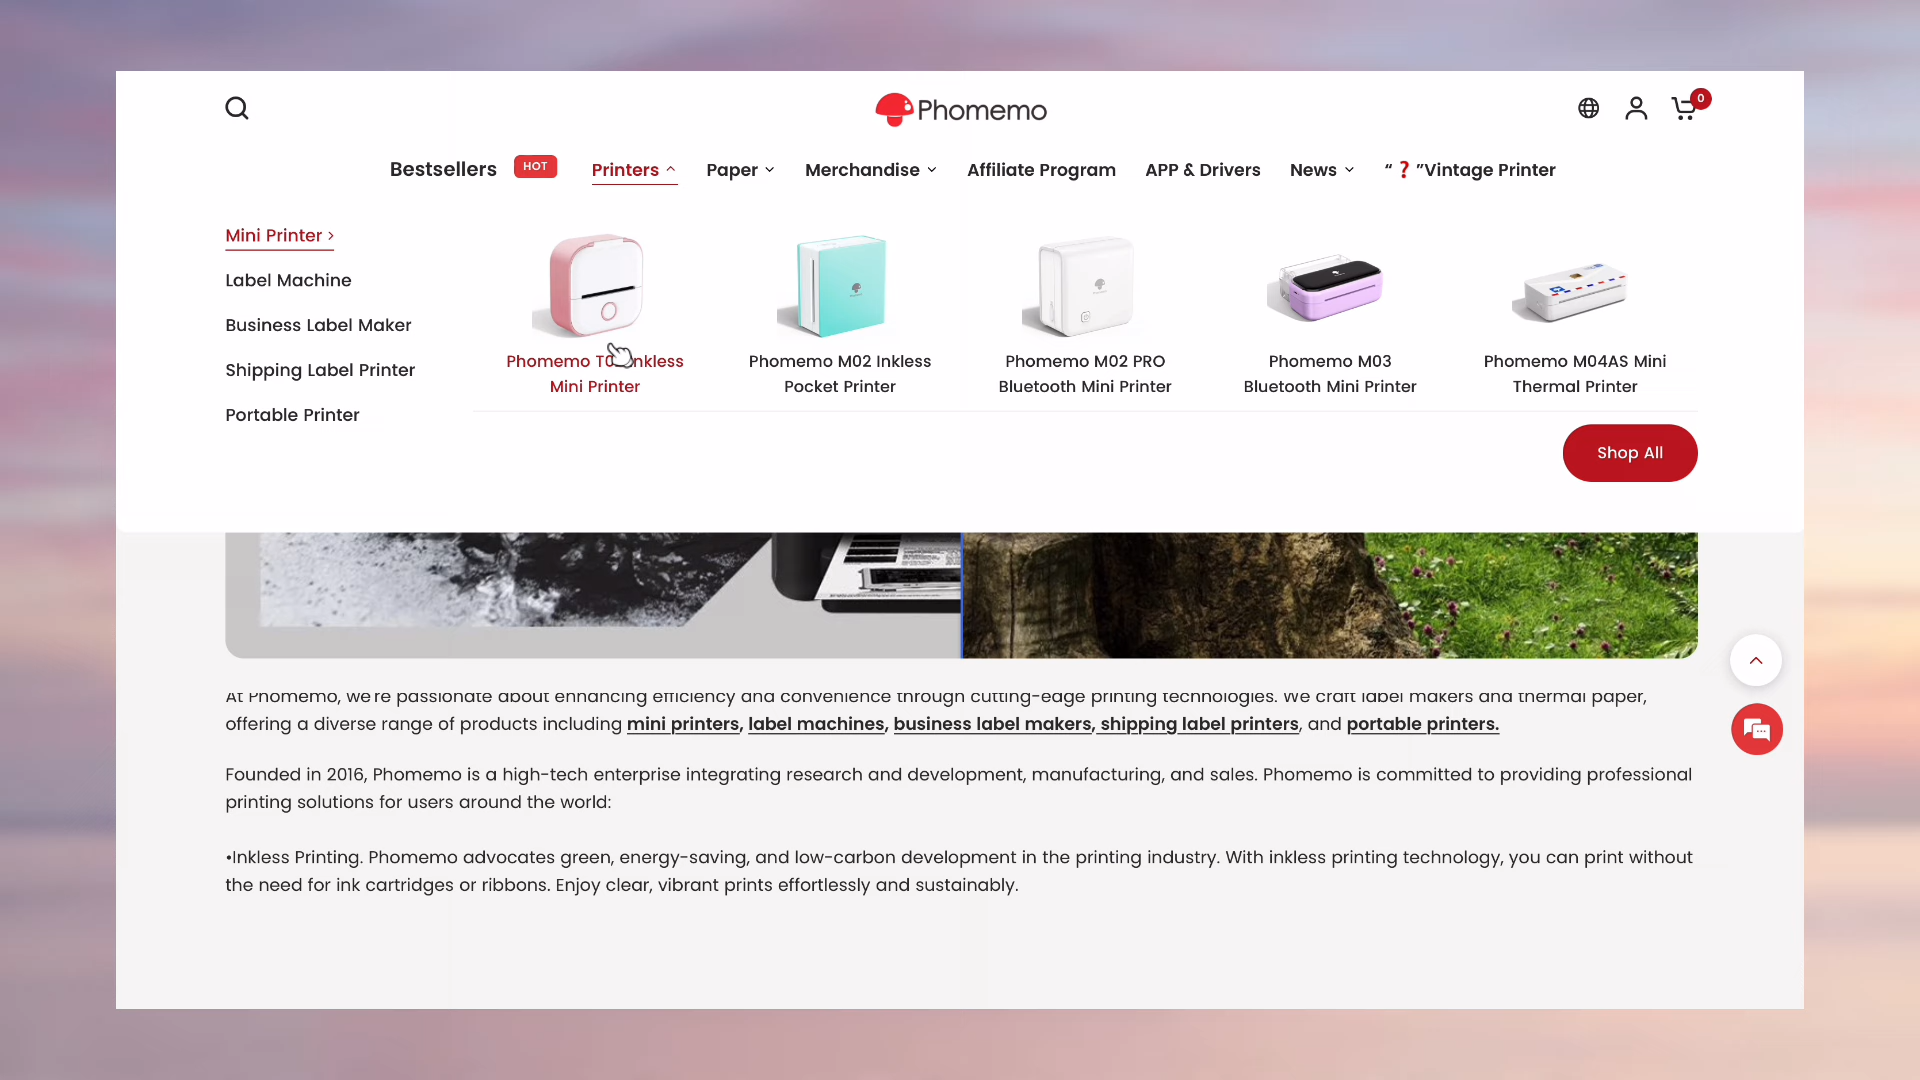 Phomemo
0
Bestsellers HOT Printers Paper Merchandise Affiliate Program APP & Drivers News “❓”Vintage Printer
Mini Printer
Label Machine
Business Label Maker
Shipping Label Printer
Portable Printer
Phomemo Inkless
Mini Printer
Phomemo M02 Inkless
Pocket Printer
Phomemo M02 PRO
Bluetooth Mini Printer
Phomemo M03
Bluetooth Mini Printer
Phomemo M04AS Mini
Thermal Printer
Shop All
At Phomemo, we're passionate about enhancing efficiency and convenience through cutting-edge printing technologies. We craft label makers and thermal paper,
offering a diverse range of products including mini printers, label machines, business label makers, shipping label printers, and portable printers.
Founded in 2016, Phomemo is a high-tech enterprise integrating research and development, manufacturing, and sales. Phomemo is committed to providing professional
printing solutions for users around the world:
•Inkless Printing. Phomemo advocates green, energy-saving, and low-carbon development in the printing industry. With inkless printing technology, you can print without
the need for ink cartridges or ribbons. Enjoy clear, vibrant prints effortlessly and sustainably.